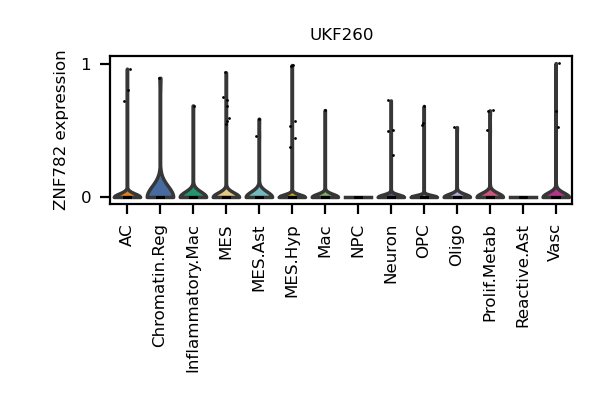 UKF260
ZNF782 expression
1
0
AC
Chromatin.Reg
Inflammatory.Mac
MES
MES.Ast
MES.Hyp
Mac
NPC
Neuron
OPC
Oligo
Prolif.Metab
Reactive.Ast
Vasc